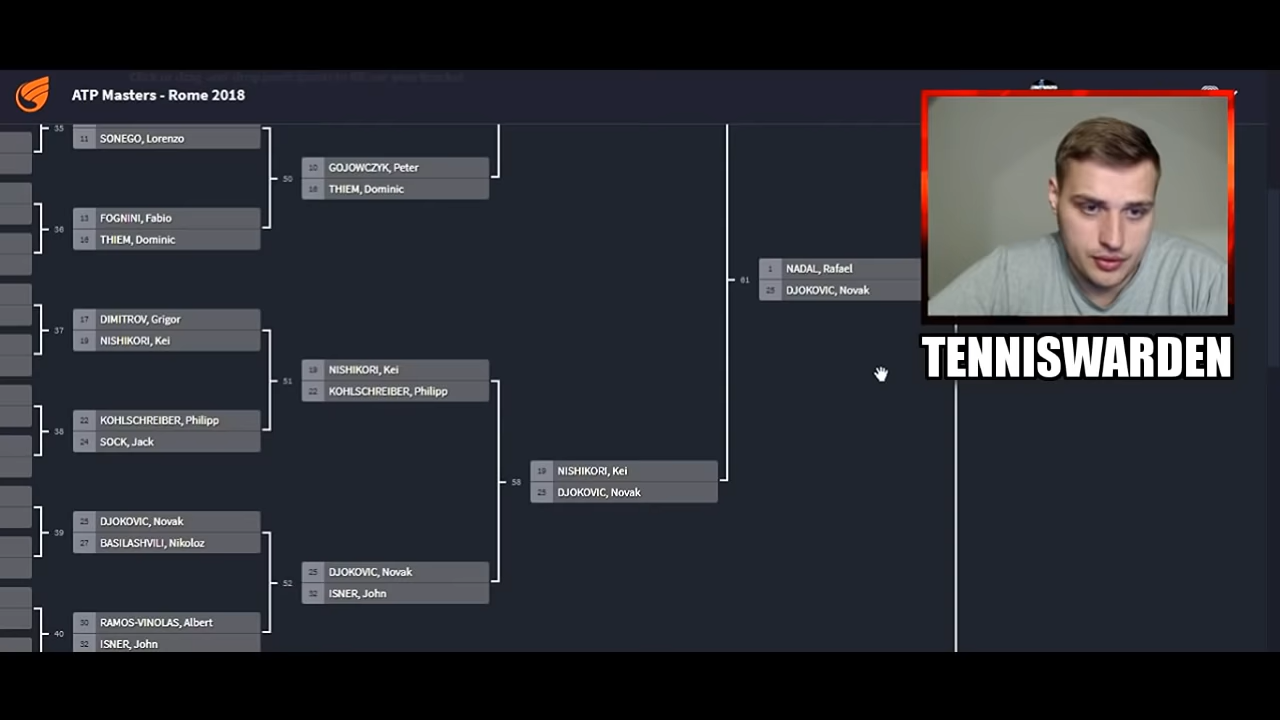 ATP Masters - Rome 2018
35
11 SONEGO, Lorenzo
50
10 GOJOWCZYK, Peter
16 THIEM, Dominic
36
13 FOGNINI, Fabio
16 THIEM, Dominic
61
1 NADAL, Rafael
25 DJOKOVIC, Novak
TENNISWARDEN
37
17 DIMITROV, Grigor
19 NISHIKORI, Kei
51
19 NISHIKORI, Kei
22 KOHLSCHREIBER, Philipp
38
22 KOHLSCHREIBER, Philipp
24 SOCK, Jack
58
19 NISHIKORI, Kei
25 DJOKOVIC, Novak
39
25 DJOKOVIC, Novak
27 BASILASHVILI, Nikoloz
52
25 DJOKOVIC, Novak
32 ISNER, John
40
30 RAMOS-VINOLAS, Albert
32 ISNER, John